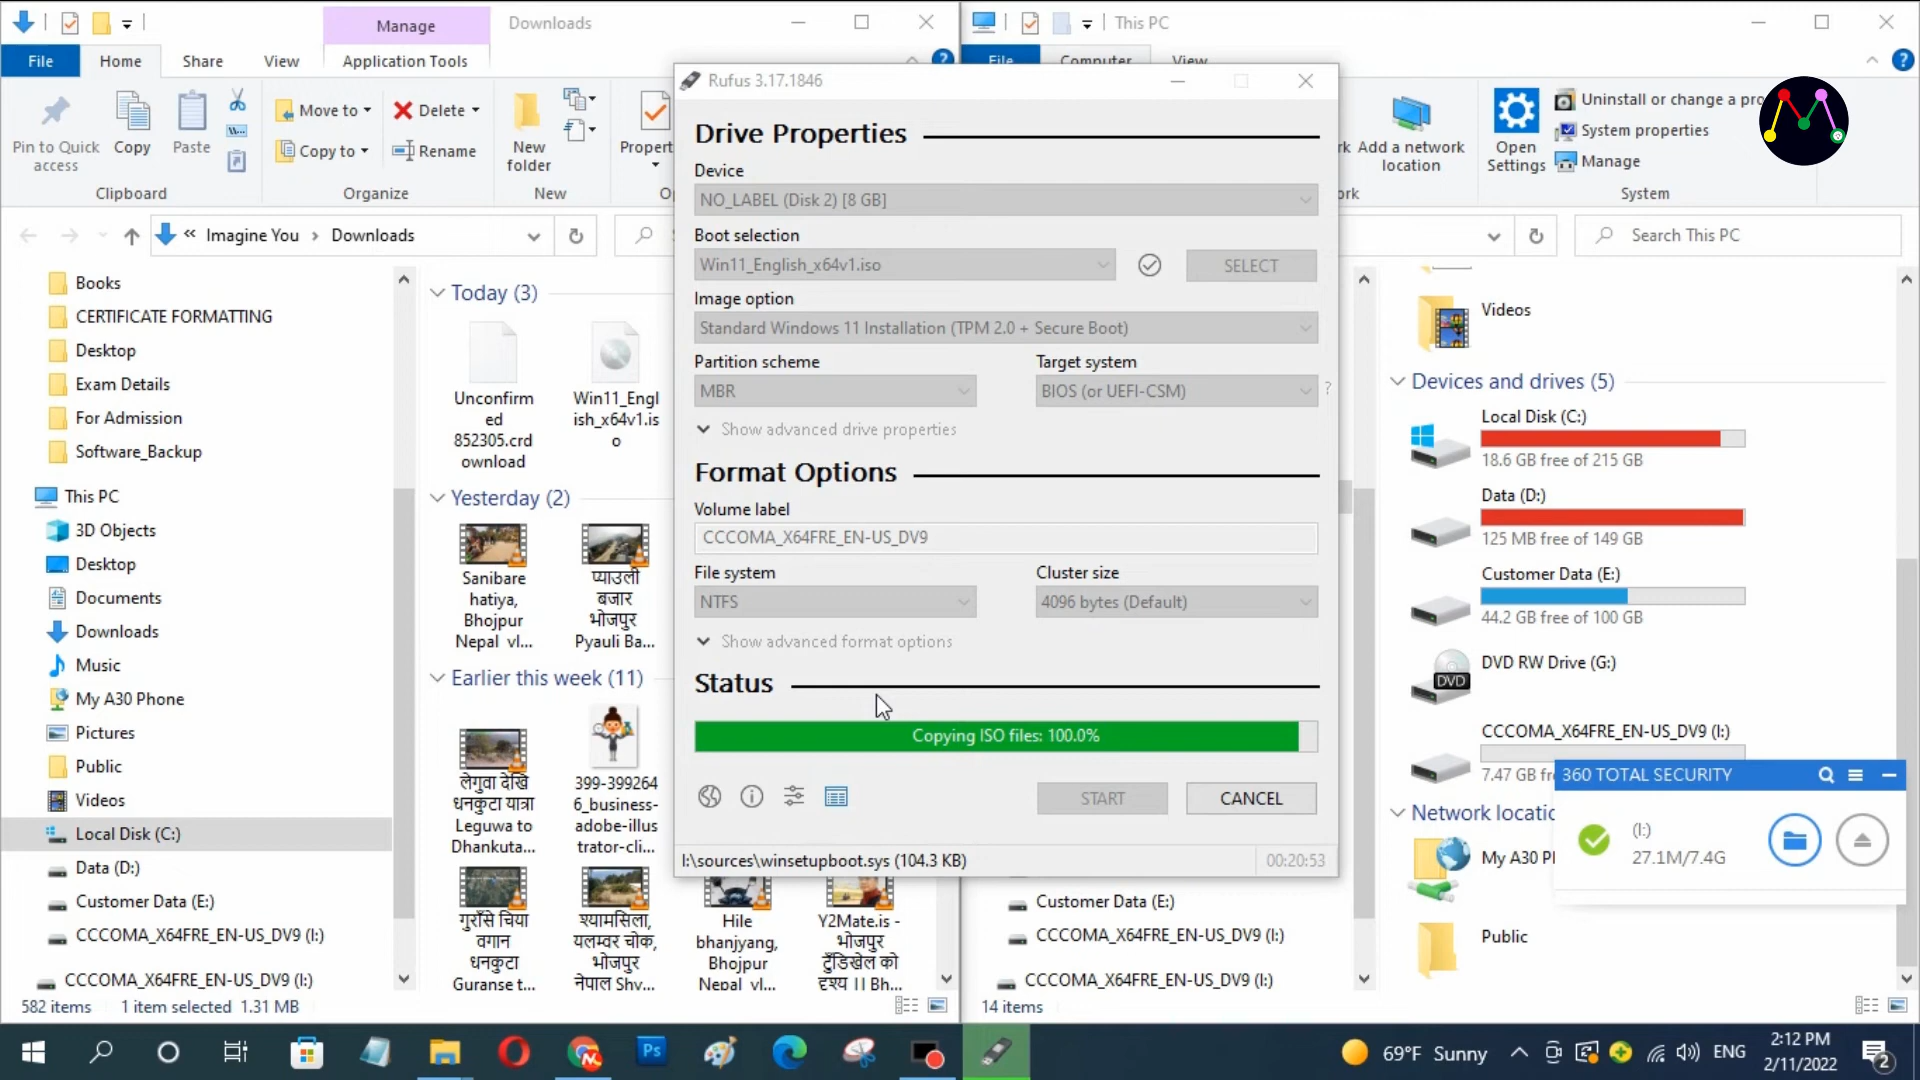 Manage
Downloads
File
Home
Share
View
Application Tools
Pin to Quick
access
Copy
Paste
Move to
Copy to
Delete
Rename
New
folder
Clipboard
Organize
New
« Imagine You › Downloads
Books
CERTIFICATE FORMATTING
Desktop
Exam Details
For Admission
Software_Backup
This PC
3D Objects
Desktop
Documents
Downloads
Music
My A30 Phone
Pictures
Public
Videos
Local Disk (C:)
Data (D:)
Customer Data (E:)
CCCOMA_X64FRE_EN-US_DV9 (I:)
CCCOMA_X64FRE_EN-US_DV9 (I:)
582 items
1 item selected 1.31 MB
Today (3)
Unconfirm
ed
852305.crd
ownload
Win11_Engl
ish_x64v1.is
o
Yesterday (2)
Sanibare
hatiya,
Bhojpur
Nepal vl...
प्याउली
बजार
भोजपुर
Pyauli Ba...
Earlier this week (11)
लेगुवा देखि
धनकुटा यात्रा
Leguwa to
Dhankuta...
399-399264
6_business-
adobe-illus
trator-cli...
गुराँसे चिया
वगान
धनकुटा
Guranse t...
श्यामसिला,
यलम्वर चोक,
भोजपुर
नेपाल Shy...
Hile
bhanjyang,
Bhojpur
Nepal vl...
Y2Mate.is -
भोजपुर
टुँडिखेल को
दृश्य || Bh...
Rufus 3.17.1846
Drive Properties
Device
NO_LABEL (Disk 2) [8 GB]
Boot selection
Win11_English_x64v1.iso
SELECT
Image option
Standard Windows 11 Installation (TPM 2.0 + Secure Boot)
Partition scheme
Target system
MBR
BIOS (or UEFI-CSM)
?
Show advanced drive properties
Format Options
Volume label
CCCOMA_X64FRE_EN-US_DV9
File system
Cluster size
NTFS
4096 bytes (Default)
Show advanced format options
Status
Copying ISO files: 100.0%
START
CANCEL
I:\sources\winsetupboot.sys (104.3 KB)
00:20:53
This PC
File
Computer
View
Add a network
location
Open
Settings
Uninstall or change a pro
System properties
Manage
System
Search This PC
Videos
Devices and drives (5)
Local Disk (C:)
18.6 GB free of 215 GB
Data (D:)
125 MB free of 149 GB
Customer Data (E:)
44.2 GB free of 100 GB
DVD RW Drive (G:)
DVD
CCCOMA_X64FRE_EN-US_DV9 (I:)
7.47 GB fr
360 TOTAL SECURITY
(I:)
27.1M/7.4G
Network locatio
My A30 P
Public
Customer Data (E:)
CCCOMA_X64FRE_EN-US_DV9 (I:)
CCCOMA_X64FRE_EN-US_DV9 (I:)
14 items
Ps
69°F Sunny
ENG
2:12 PM
2/11/2022
2